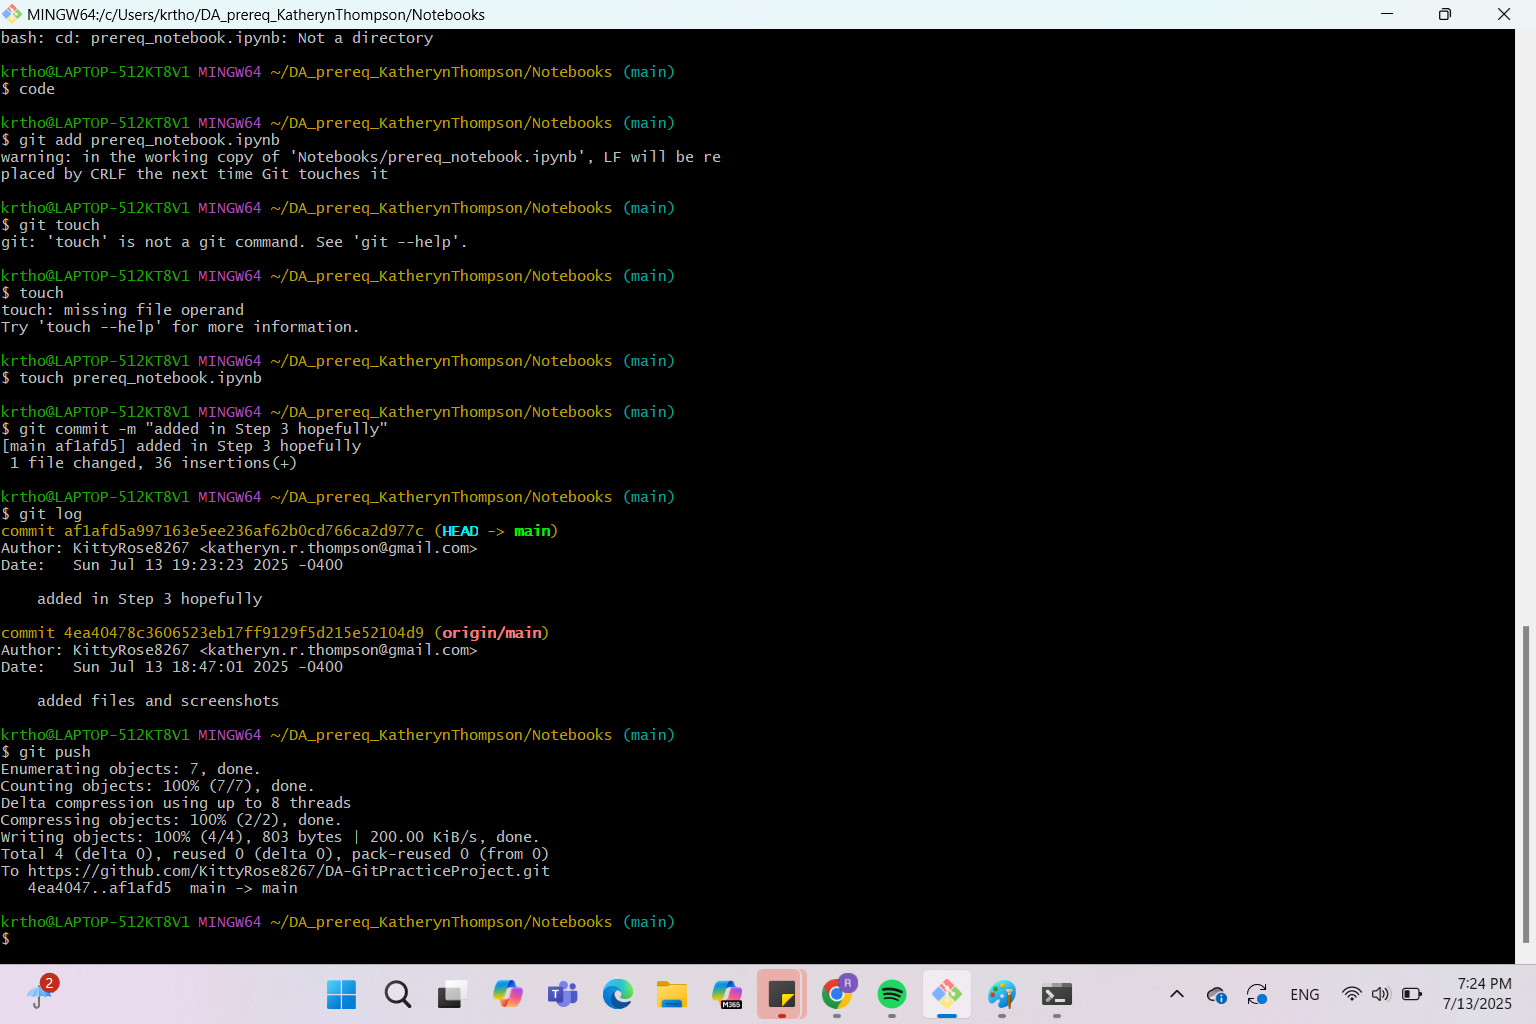 MINGW64:/c/Users/krtho/DA_prereq_KatherynThompson/Notebooks
bash: cd: prereq_notebook.ipynb: Not a directory
krtho@LAPTOP-512KT8V1 MINGW64 ~/DA_prereq_KatherynThompson/Notebooks (main)
$ code
krtho@LAPTOP-512KT8V1 MINGW64 ~/DA_prereq_KatherynThompson/Notebooks (main)
$ git add prereq_notebook.ipynb
warning: in the working copy of 'Notebooks/prereq_notebook.ipynb', LF will be re
placed by CRLF the next time Git touches it
krtho@LAPTOP-512KT8V1 MINGW64 ~/DA_prereq_KatherynThompson/Notebooks (main)
$ git touch
git: 'touch' is not a git command. See 'git --help'.
krtho@LAPTOP-512KT8V1 MINGW64 ~/DA_prereq_KatherynThompson/Notebooks (main)
$ touch
touch: missing file operand
Try 'touch --help' for more information.
krtho@LAPTOP-512KT8V1 MINGW64 ~/DA_prereq_KatherynThompson/Notebooks (main)
$ touch prereq_notebook.ipynb
krtho@LAPTOP-512KT8V1 MINGW64 ~/DA_prereq_KatherynThompson/Notebooks (main)
$ git commit -m "added in Step 3 hopefully"
[main af1afd5] added in Step 3 hopefully
 1 file changed, 36 insertions(+)
krtho@LAPTOP-512KT8V1 MINGW64 ~/DA_prereq_KatherynThompson/Notebooks (main)
$ git log
commit af1afd5a997163e5ee236af62b0cd766ca2d977c (HEAD -> main)
Author: KittyRose8267 <katheryn.r.thompson@gmail.com>
Date:   Sun Jul 13 19:23:23 2025 -0400
    added in Step 3 hopefully
commit 4ea40478c3606523eb17ff9129f5d215e52104d9 (origin/main)
Author: KittyRose8267 <katheryn.r.thompson@gmail.com>
Date:   Sun Jul 13 18:47:01 2025 -0400
    added files and screenshots
krtho@LAPTOP-512KT8V1 MINGW64 ~/DA_prereq_KatherynThompson/Notebooks (main)
$ git push
Enumerating objects: 7, done.
Counting objects: 100% (7/7), done.
Delta compression using up to 8 threads
Compressing objects: 100% (2/2), done.
Writing objects: 100% (4/4), 803 bytes | 200.00 KiB/s, done.
Total 4 (delta 0), reused 0 (delta 0), pack-reused 0 (from 0)
To https://github.com/KittyRose8267/DA-GitPracticeProject.git
   4ea4047..af1afd5  main -> main
krtho@LAPTOP-512KT8V1 MINGW64 ~/DA_prereq_KatherynThompson/Notebooks (main)
$
2
T
M365
R
ENG
7:24 PM
7/13/2025